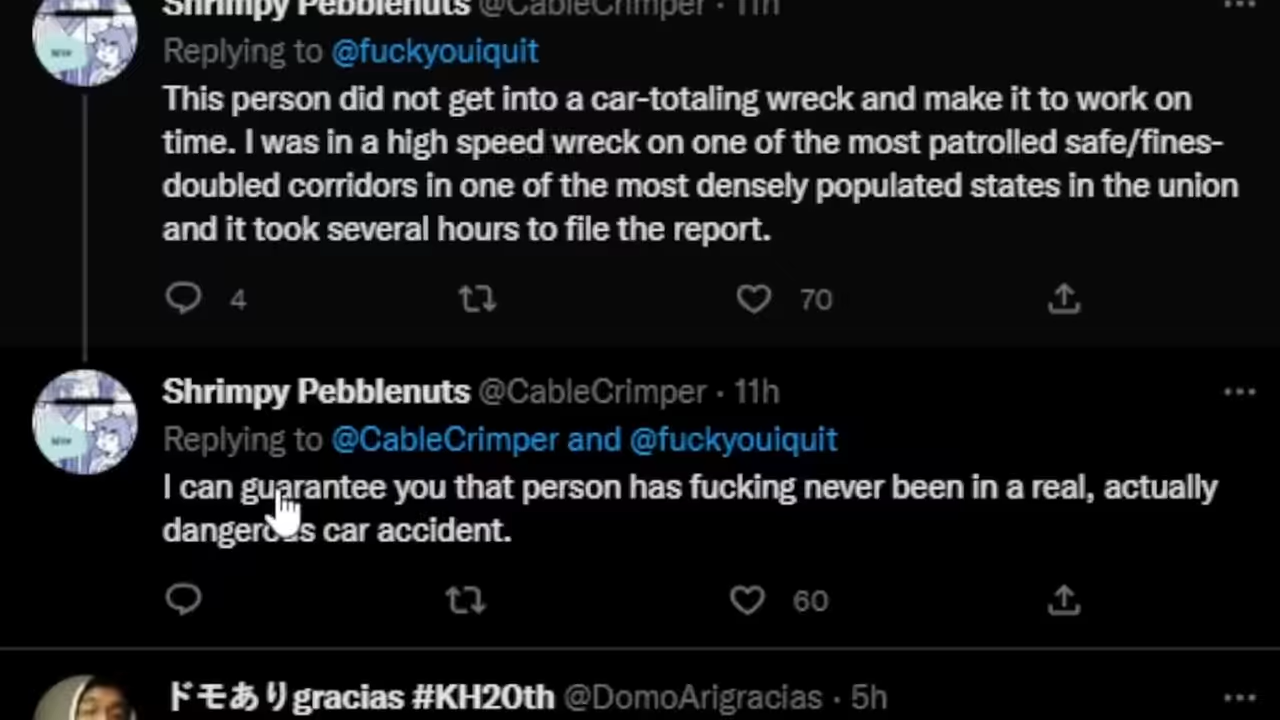 Shrimpy Pebblenuts @CableCrimper · 11h
Replying to @fuckyouiquit
This person did not get into a car-totaling wreck and make it to work on
time. I was in a high speed wreck on one of the most patrolled safe/fines-
doubled corridors in one of the most densely populated states in the union
and it took several hours to file the report.
4 70
Shrimpy Pebblenuts @CableCrimper · 11h
Replying to @CableCrimper and @fuckyouiquit
I can guarantee you that person has fucking never been in a real, actually
dangerous car accident.
60
ドモありgracias #KH20th @DomoArigracias · 5h